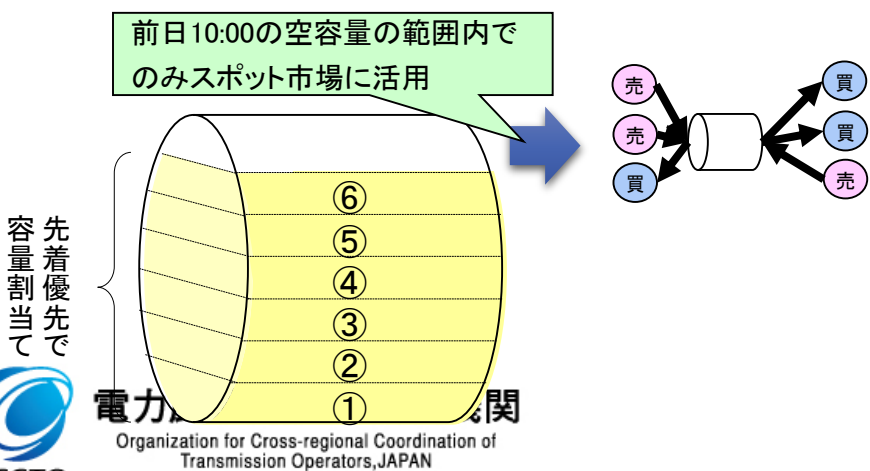 前日10:00の空容量の範囲内で
のみスポット市場に活用
売
売
買
買
買
売
先着優先で
容量割当て
⑥
⑤
④
③
②
①
電力
関
Organization for Cross-regional Coordination of
Transmission Operators,JAPAN